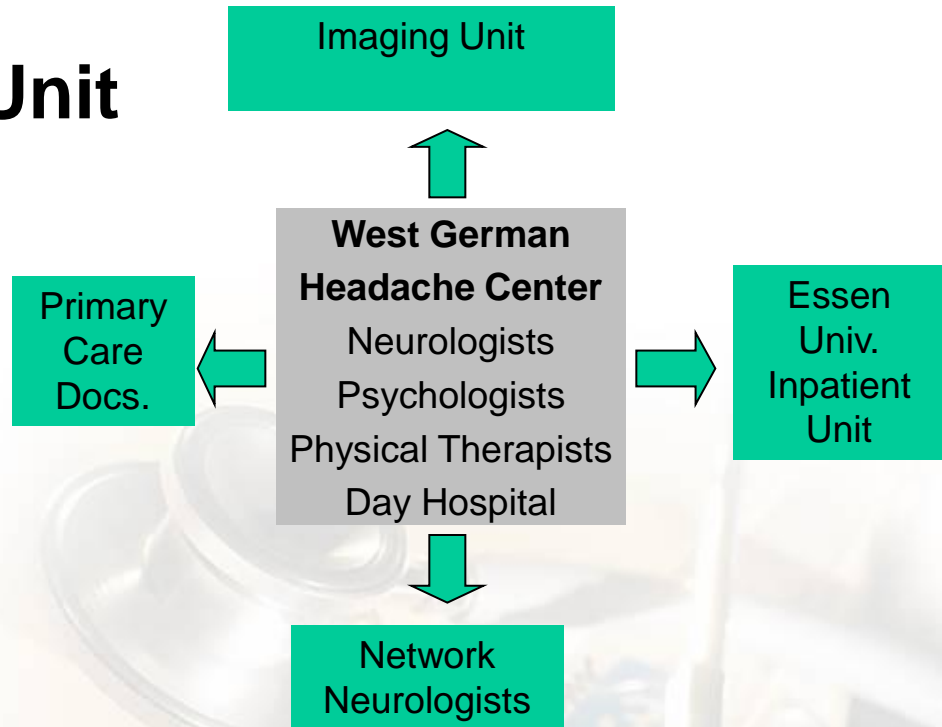 Unit
Imaging Unit
West German
Headache Center
Neurologists
Psychologists
Physical Therapists
Day Hospital
Primary
Care
Docs.
Essen
Univ.
Inpatient
Unit
Network
Neurologists